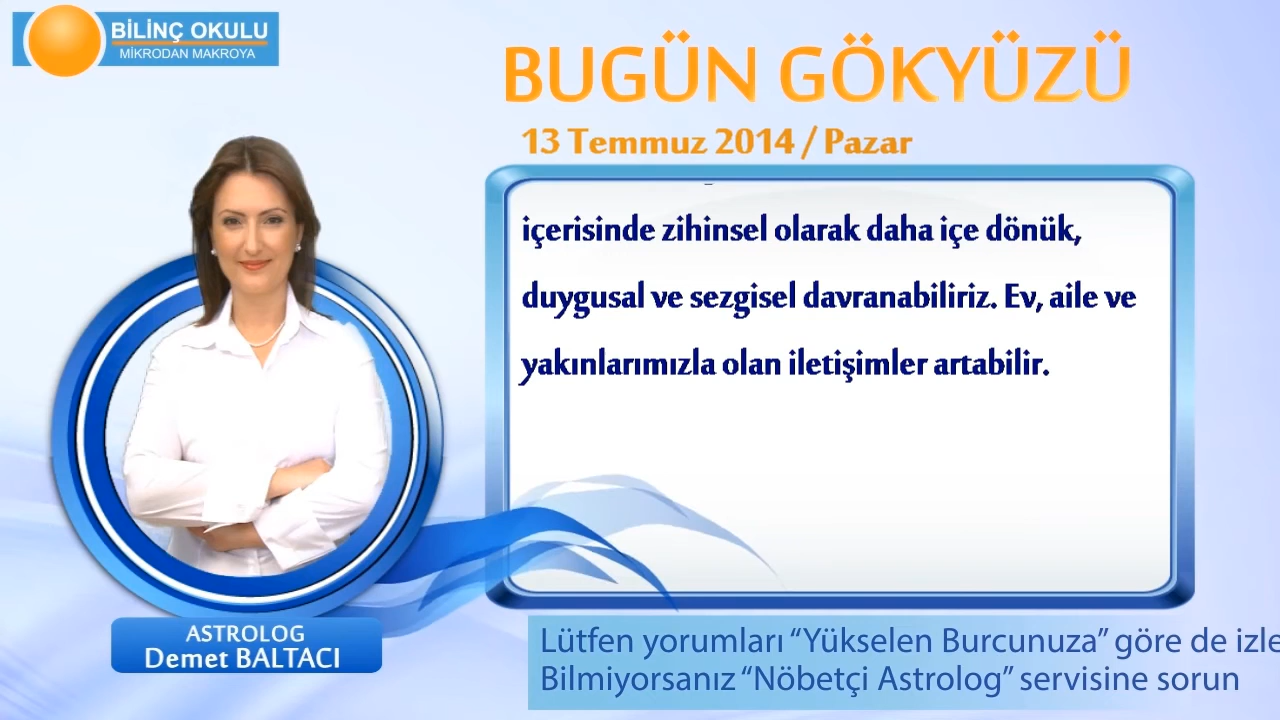 BİLİNÇ OKULU
MİKRODAN MAKROYA
BUGÜN GÖKYÜZÜ
13 Temmuz 2014 / Pazar
içerisinde zihinsel olarak daha içe dönük,
duygusal ve sezgisel davranabiliriz. Ev, aile ve
yakınlarımızla olan iletişimler artabilir.
ASTROLOG
Demet BALTACI
Lütfen yorumları “Yükselen Burcunuza” göre de izle
Bilmiyorsanız “Nöbetçi Astrolog” servisine sorun